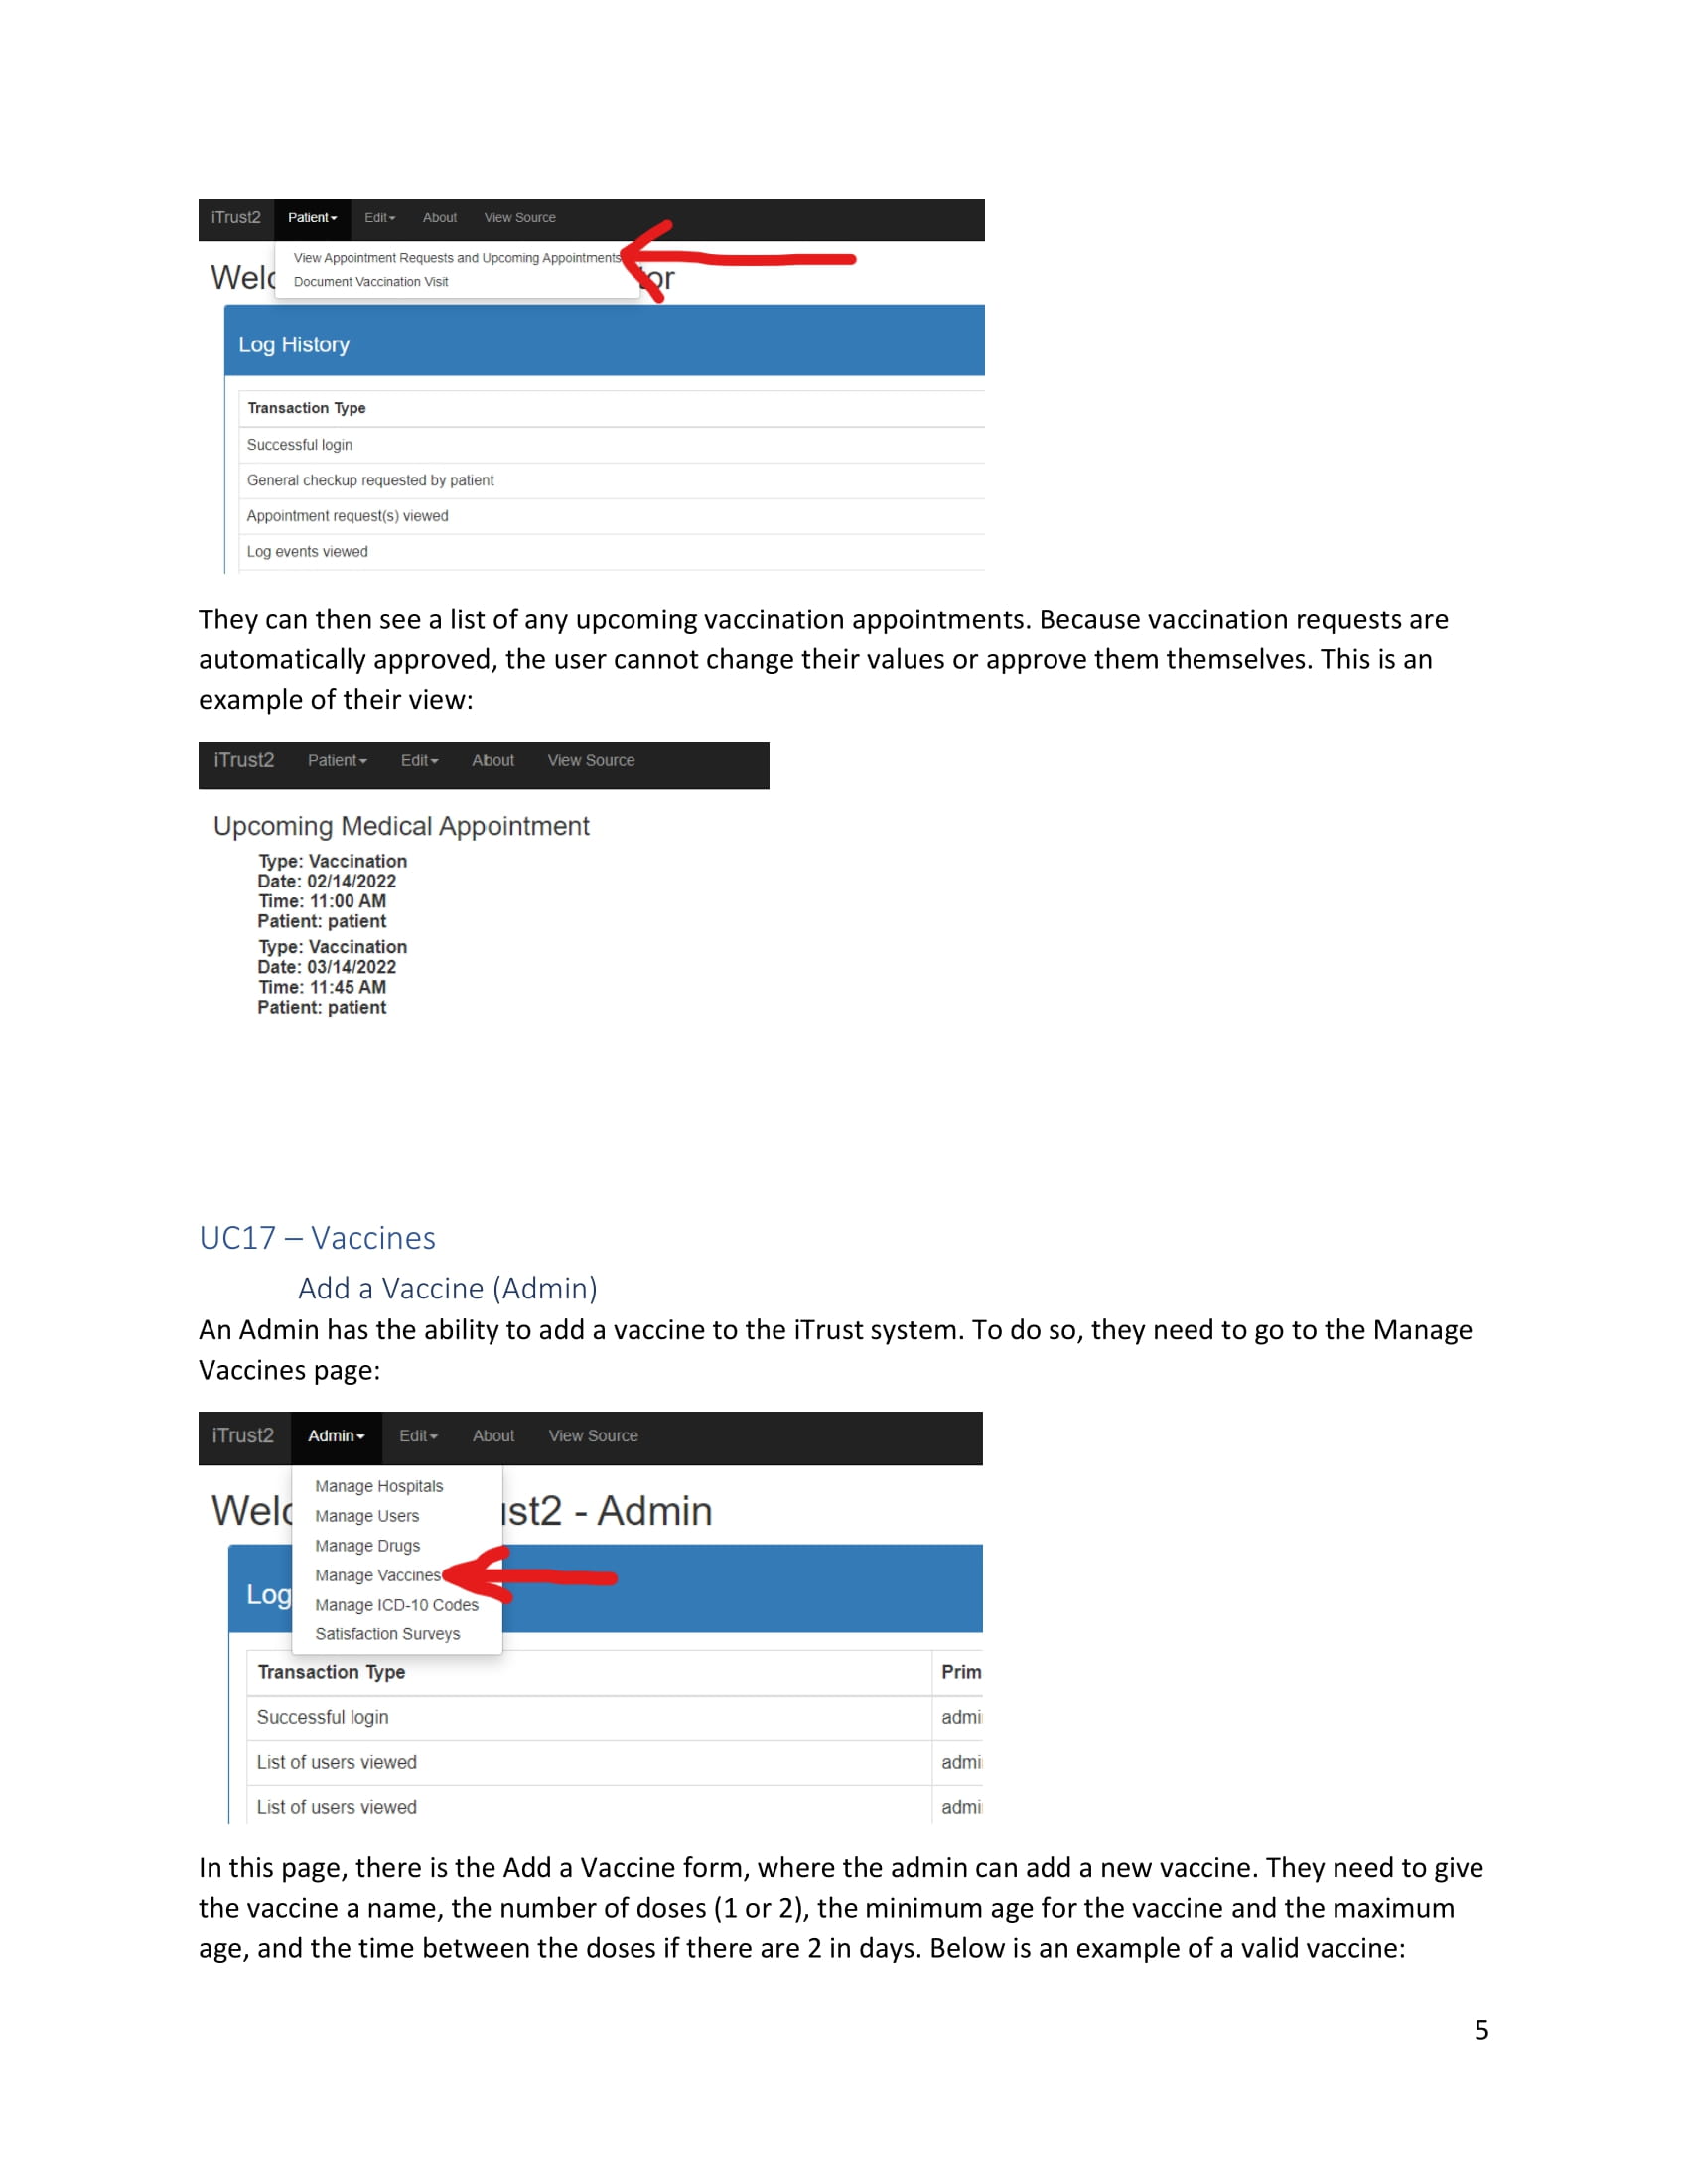 iTrust2 Patient Edit About View Source
View Appointment Requests and Upcoming Appointments
Document Vaccination Visit
Welc or
Log History
Transaction Type
Successful login
General checkup requested by patient
Appointment request(s) viewed
Log events viewed
They can then see a list of any upcoming vaccination appointments. Because vaccination requests are
automatically approved, the user cannot change their values or approve them themselves. This is an
example of their view:
iTrust2 Patient Edit About View Source
Upcoming Medical Appointment
Type: Vaccination
Date: 02/14/2022
Time: 11:00 AM
Patient: patient
Type: Vaccination
Date: 03/14/2022
Time: 11:45 AM
Patient: patient
UC17 – Vaccines
Add a Vaccine (Admin)
An Admin has the ability to add a vaccine to the iTrust system. To do so, they need to go to the Manage
Vaccines page:
iTrust2 Admin Edit About View Source
Manage Hospitals
Welc ust2 - Admin
Manage Users
Manage Drugs
Manage Vaccines
Log
Manage ICD-10 Codes
Satisfaction Surveys
Transaction Type Prim
Successful login admi
List of users viewed admi
List of users viewed admi
In this page, there is the Add a Vaccine form, where the admin can add a new vaccine. They need to give
the vaccine a name, the number of doses (1 or 2), the minimum age for the vaccine and the maximum
age, and the time between the doses if there are 2 in days. Below is an example of a valid vaccine:
5